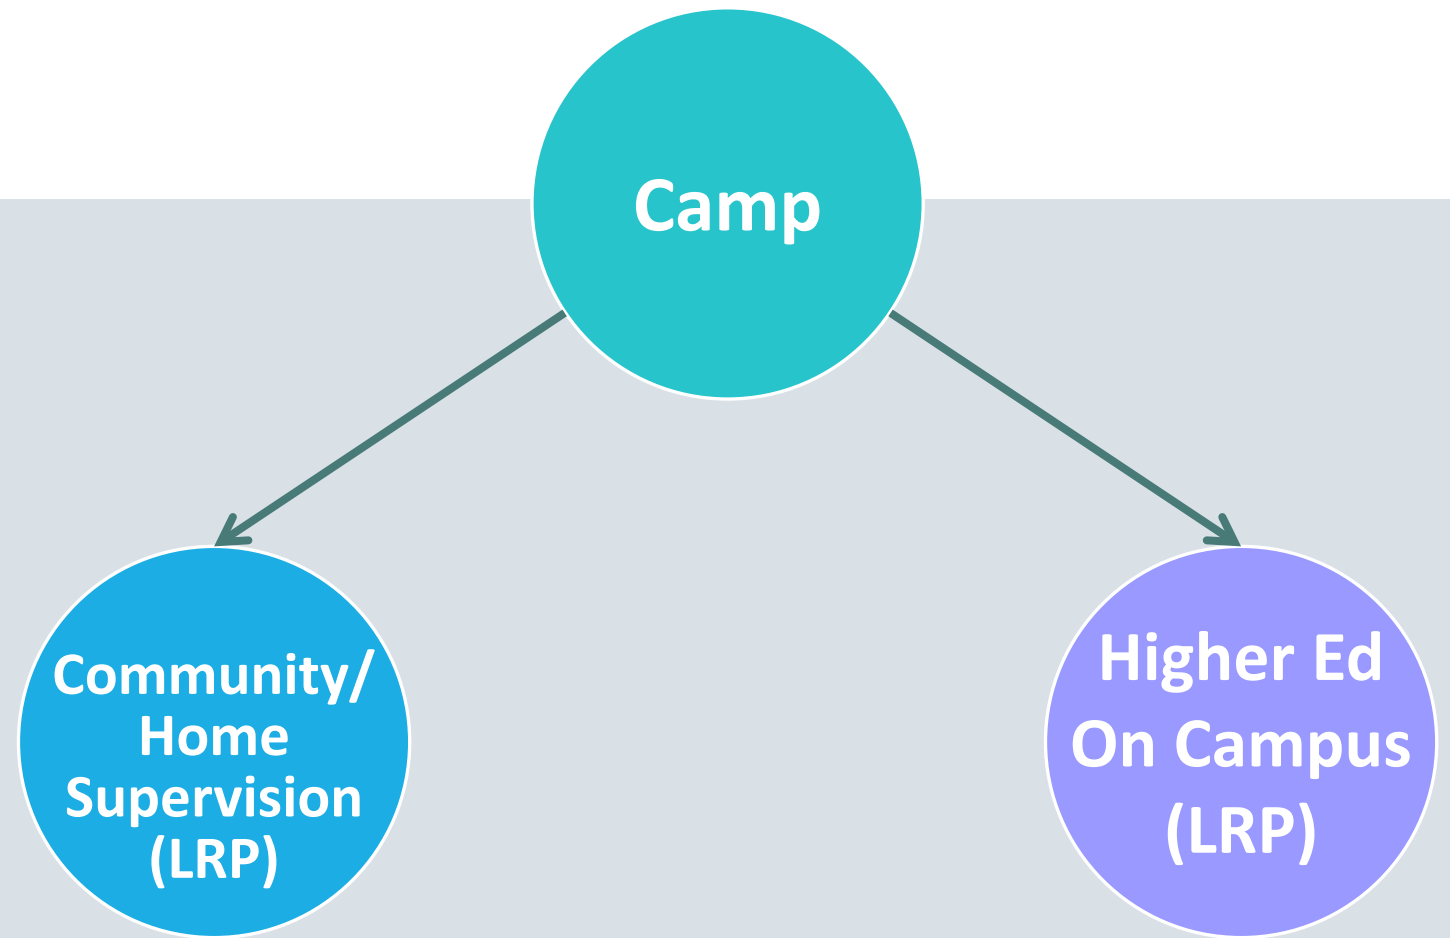 Camp
Community/
Home
Supervision
(LRP)
Higher Ed
On Campus
(LRP)